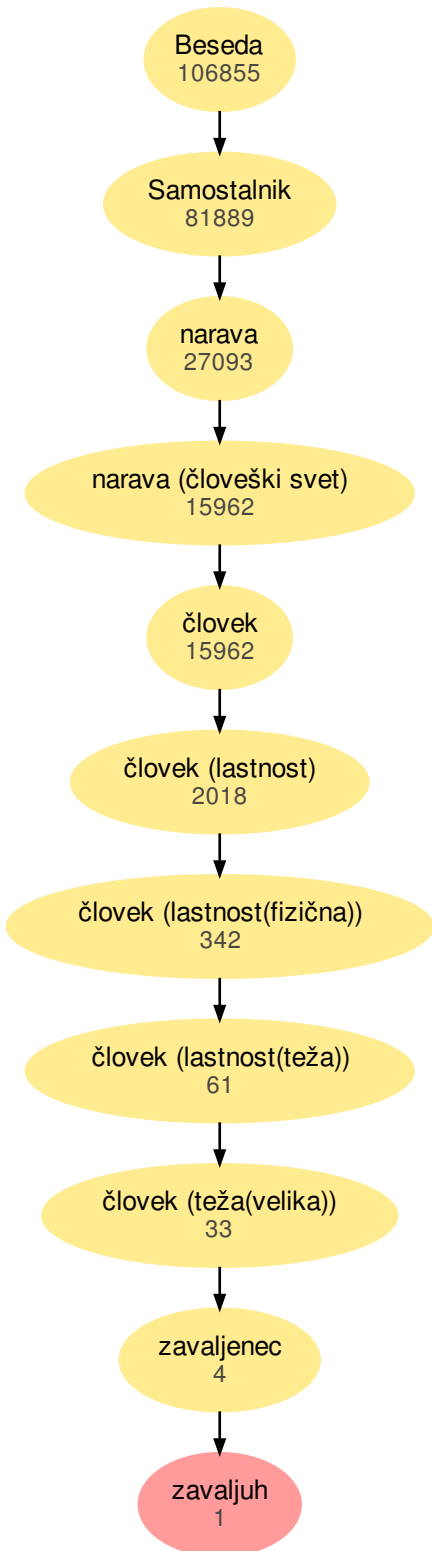 Beseda
106855
Samostalnik
81889
narava
27093
narava (človeški svet)
15962
človek
15962
človek (lastnost)
2018
človek (lastnost(fizična))
342
človek (lastnost(teža))
61
človek (teža(velika))
33
zavaljenec
4
zavaljuh
1